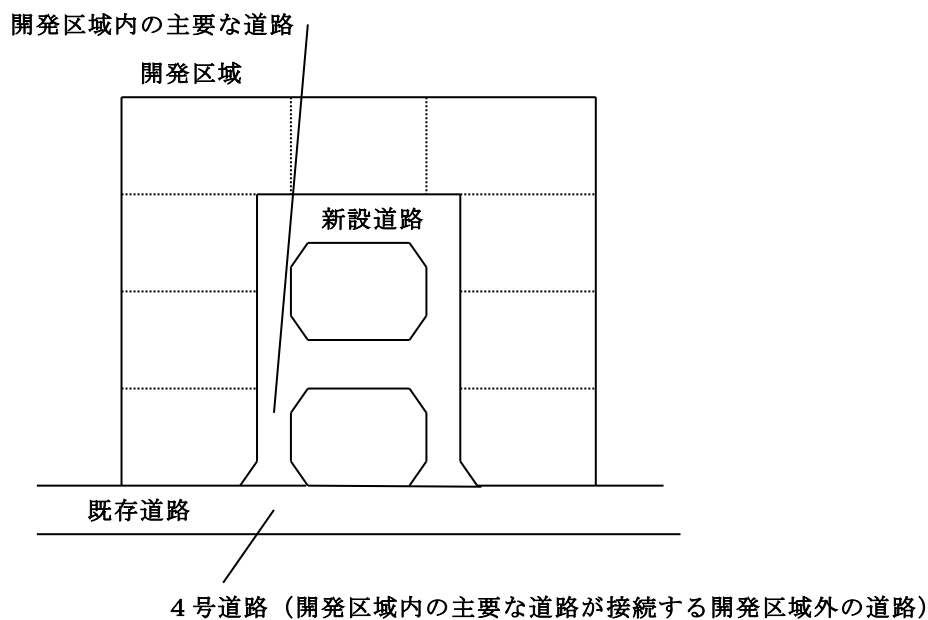 開発区域内の主要な道路
開発区域
新設道路
既存道路
４号道路（開発区域内の主要な道路が接続する開発区域外の道路）